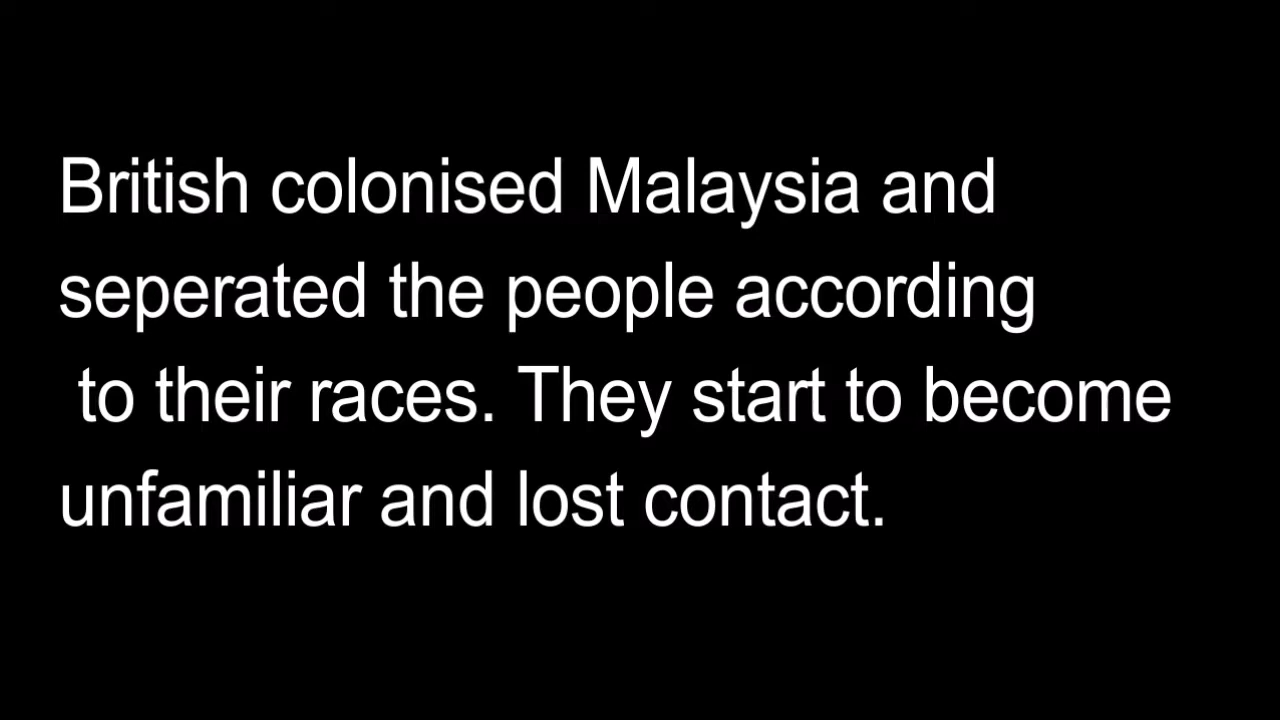 British colonised Malaysia and
seperated the people according
to their races. They start to become
unfamiliar and lost contact.